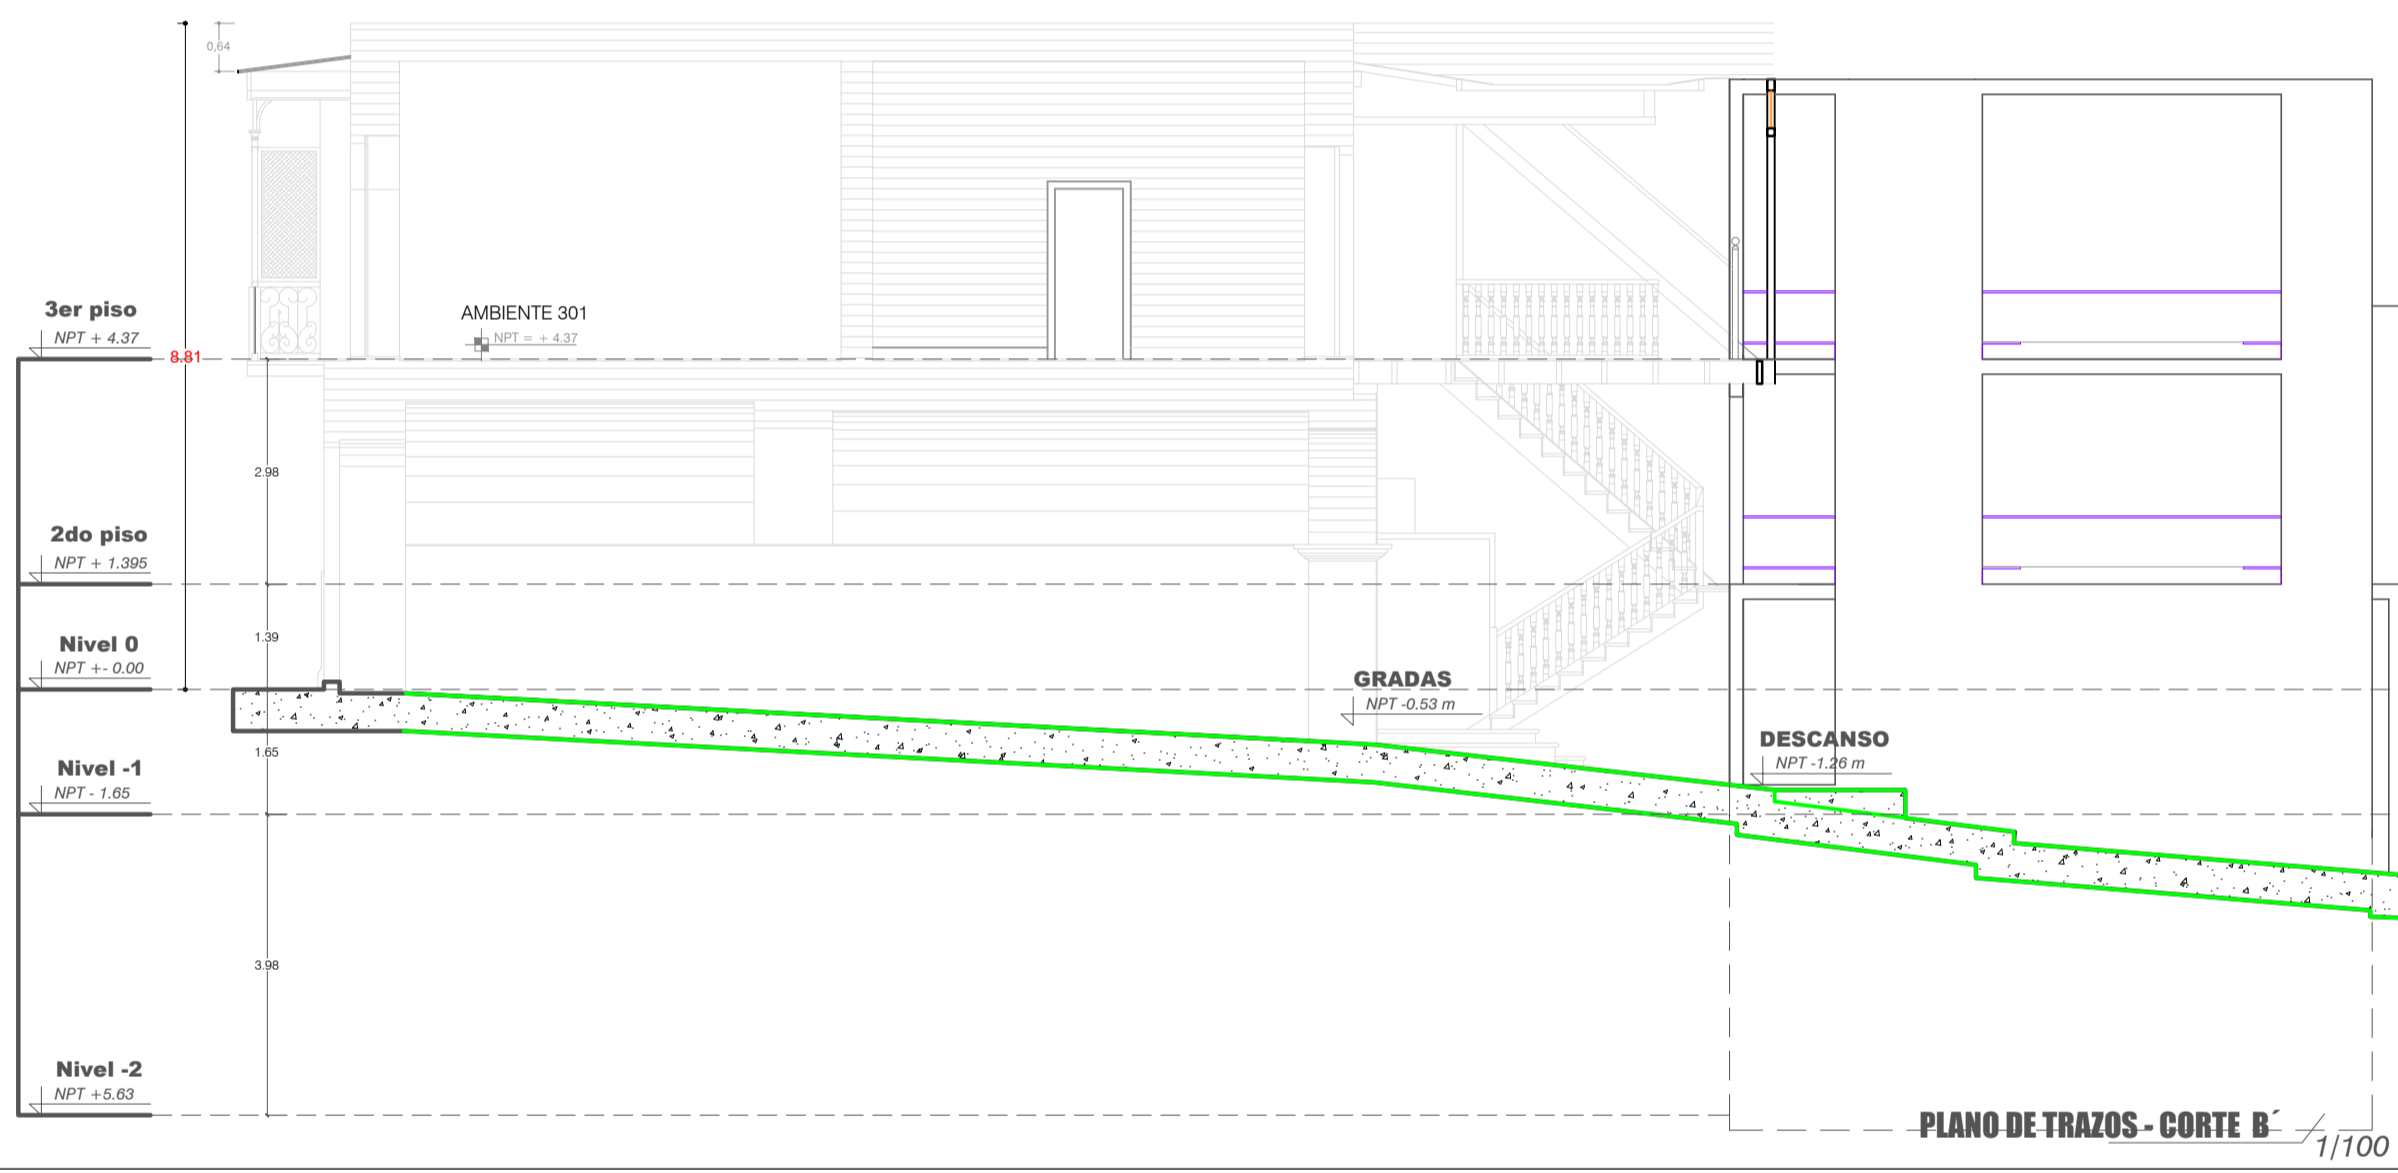 0,64
3er piso
NPT + 4.37
8.81
AMBIENTE 301
NPT = + 4.37
2.98
2do piso
NPT + 1.395
1.39
Nivel 0
NPT +- 0.00
GRADAS
NPT -0.53 m
1.65
DESCANSO
NPT -1.26 m
Nivel -1
NPT - 1.65
3.98
Nivel -2
NPT +5.63
PLANO DE TRAZOS - CORTE B´
1/100